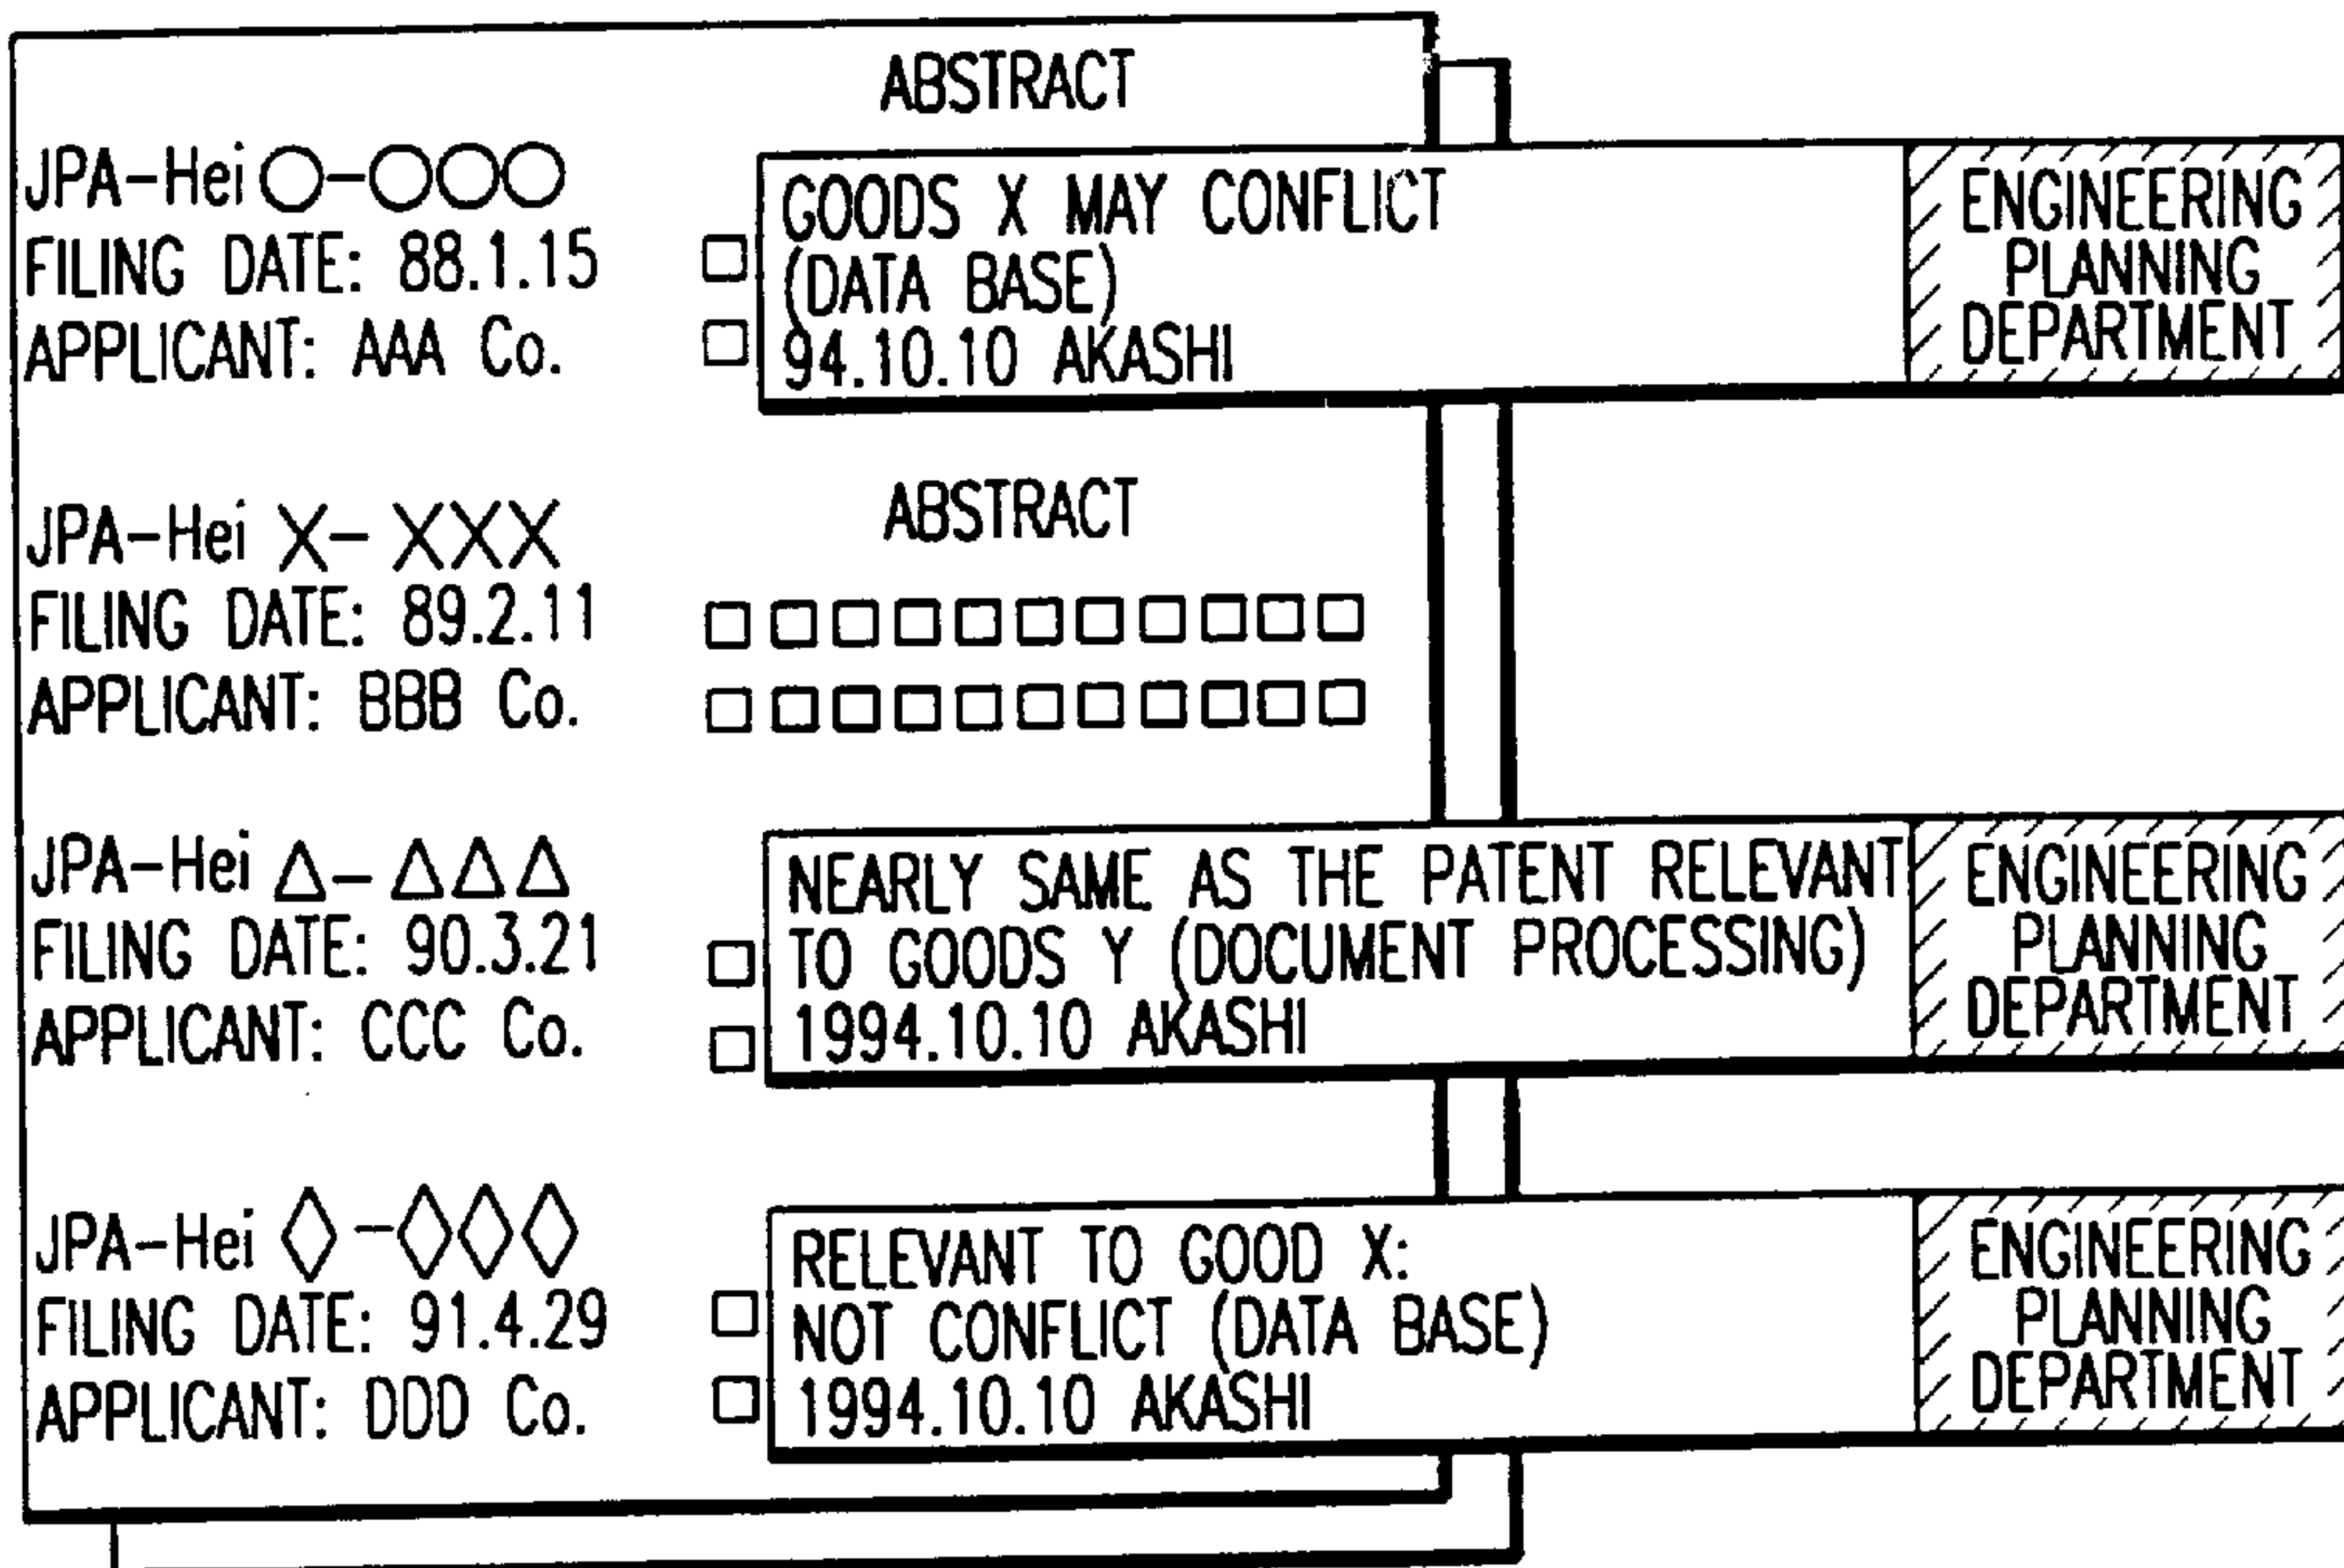 ABSTRACT
JPA-Hei ○-○○○
FILING DATE: 88.1.15
APPLICANT: AAA Co.
□
□
GOODS X MAY CONFLICT
(DATA BASE)
94.10.10 AKASHI
ENGINEERING
PLANNING
DEPARTMENT
ABSTRACT
JPA-Hei X-XXX
FILING DATE: 89.2.11
APPLICANT: BBB Co.
□□□□□□□□□□□
□□□□□□□□□□□
JPA-Hei △-△△△
FILING DATE: 90.3.21
APPLICANT: CCC Co.
□
□
NEARLY SAME AS THE PATENT RELEVANT
TO GOODS Y (DOCUMENT PROCESSING)
1994.10.10 AKASHI
ENGINEERING
PLANNING
DEPARTMENT
JPA-Hei ◇-◇◇◇
FILING DATE: 91.4.29
APPLICANT: DDD Co.
□
□
RELEVANT TO GOOD X:
NOT CONFLICT (DATA BASE)
1994.10.10 AKASHI
ENGINEERING
PLANNING
DEPARTMENT